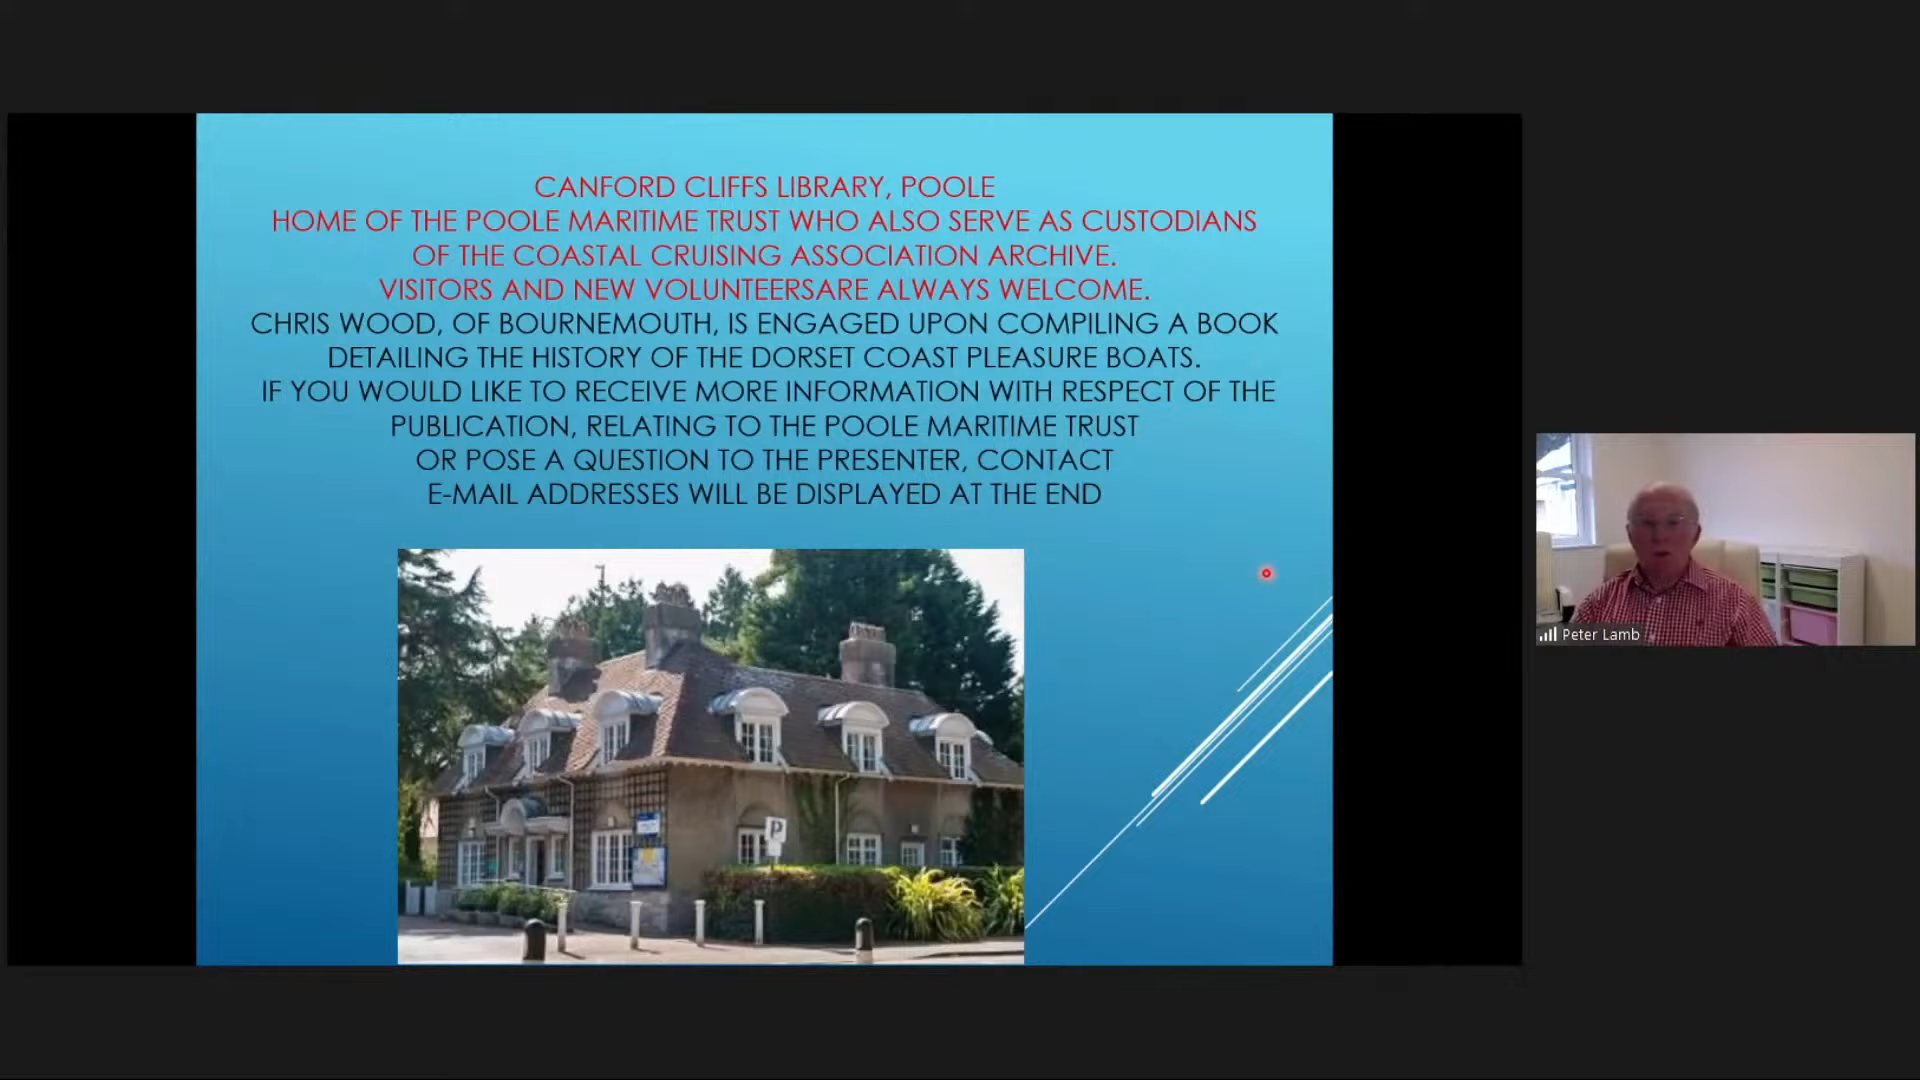 CANFORD CLIFFS LIBRARY, POOLE
HOME OF THE POOLE MARITIME TRUST WHO ALSO SERVE AS CUSTODIANS
OF THE COASTAL CRUISING ASSOCIATION ARCHIVE.
VISITORS AND NEW VOLUNTEERSARE ALWAYS WELCOME.
CHRIS WOOD, OF BOURNEMOUTH, IS ENGAGED UPON COMPILING A BOOK
DETAILING THE HISTORY OF THE DORSET COAST PLEASURE BOATS.
IF YOU WOULD LIKE TO RECEIVE MORE INFORMATION WITH RESPECT OF THE
PUBLICATION, RELATING TO THE POOLE MARITIME TRUST
OR POSE A QUESTION TO THE PRESENTER, CONTACT
E-MAIL ADDRESSES WILL BE DISPLAYED AT THE END
P
Peter Lamb